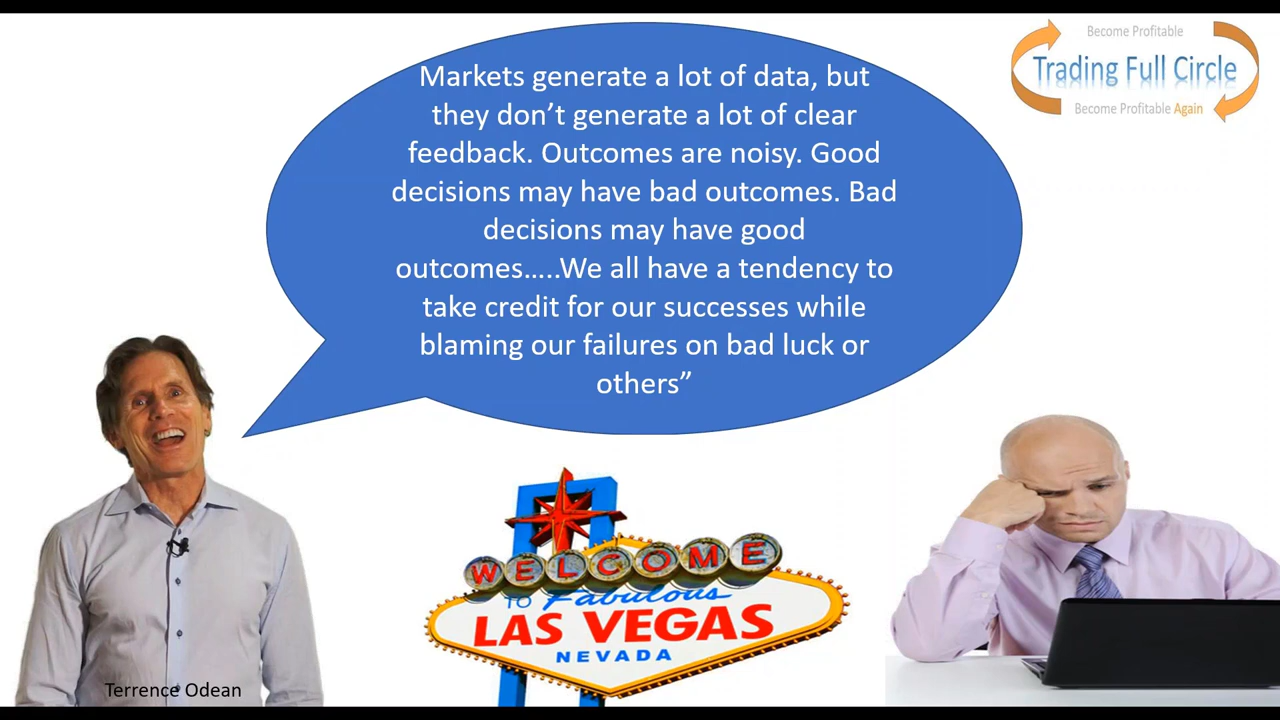 Become Profitable
Trading Full Circle
Become Profitable Again
Markets generate a lot of data, but
they don’t generate a lot of clear
feedback. Outcomes are noisy. Good
decisions may have bad outcomes. Bad
decisions may have good
outcomes…..We all have a tendency to
take credit for our successes while
blaming our failures on bad luck or
others”
WELCOME
TO Fabulous
LAS VEGAS
NEVADA
Terrence Odean